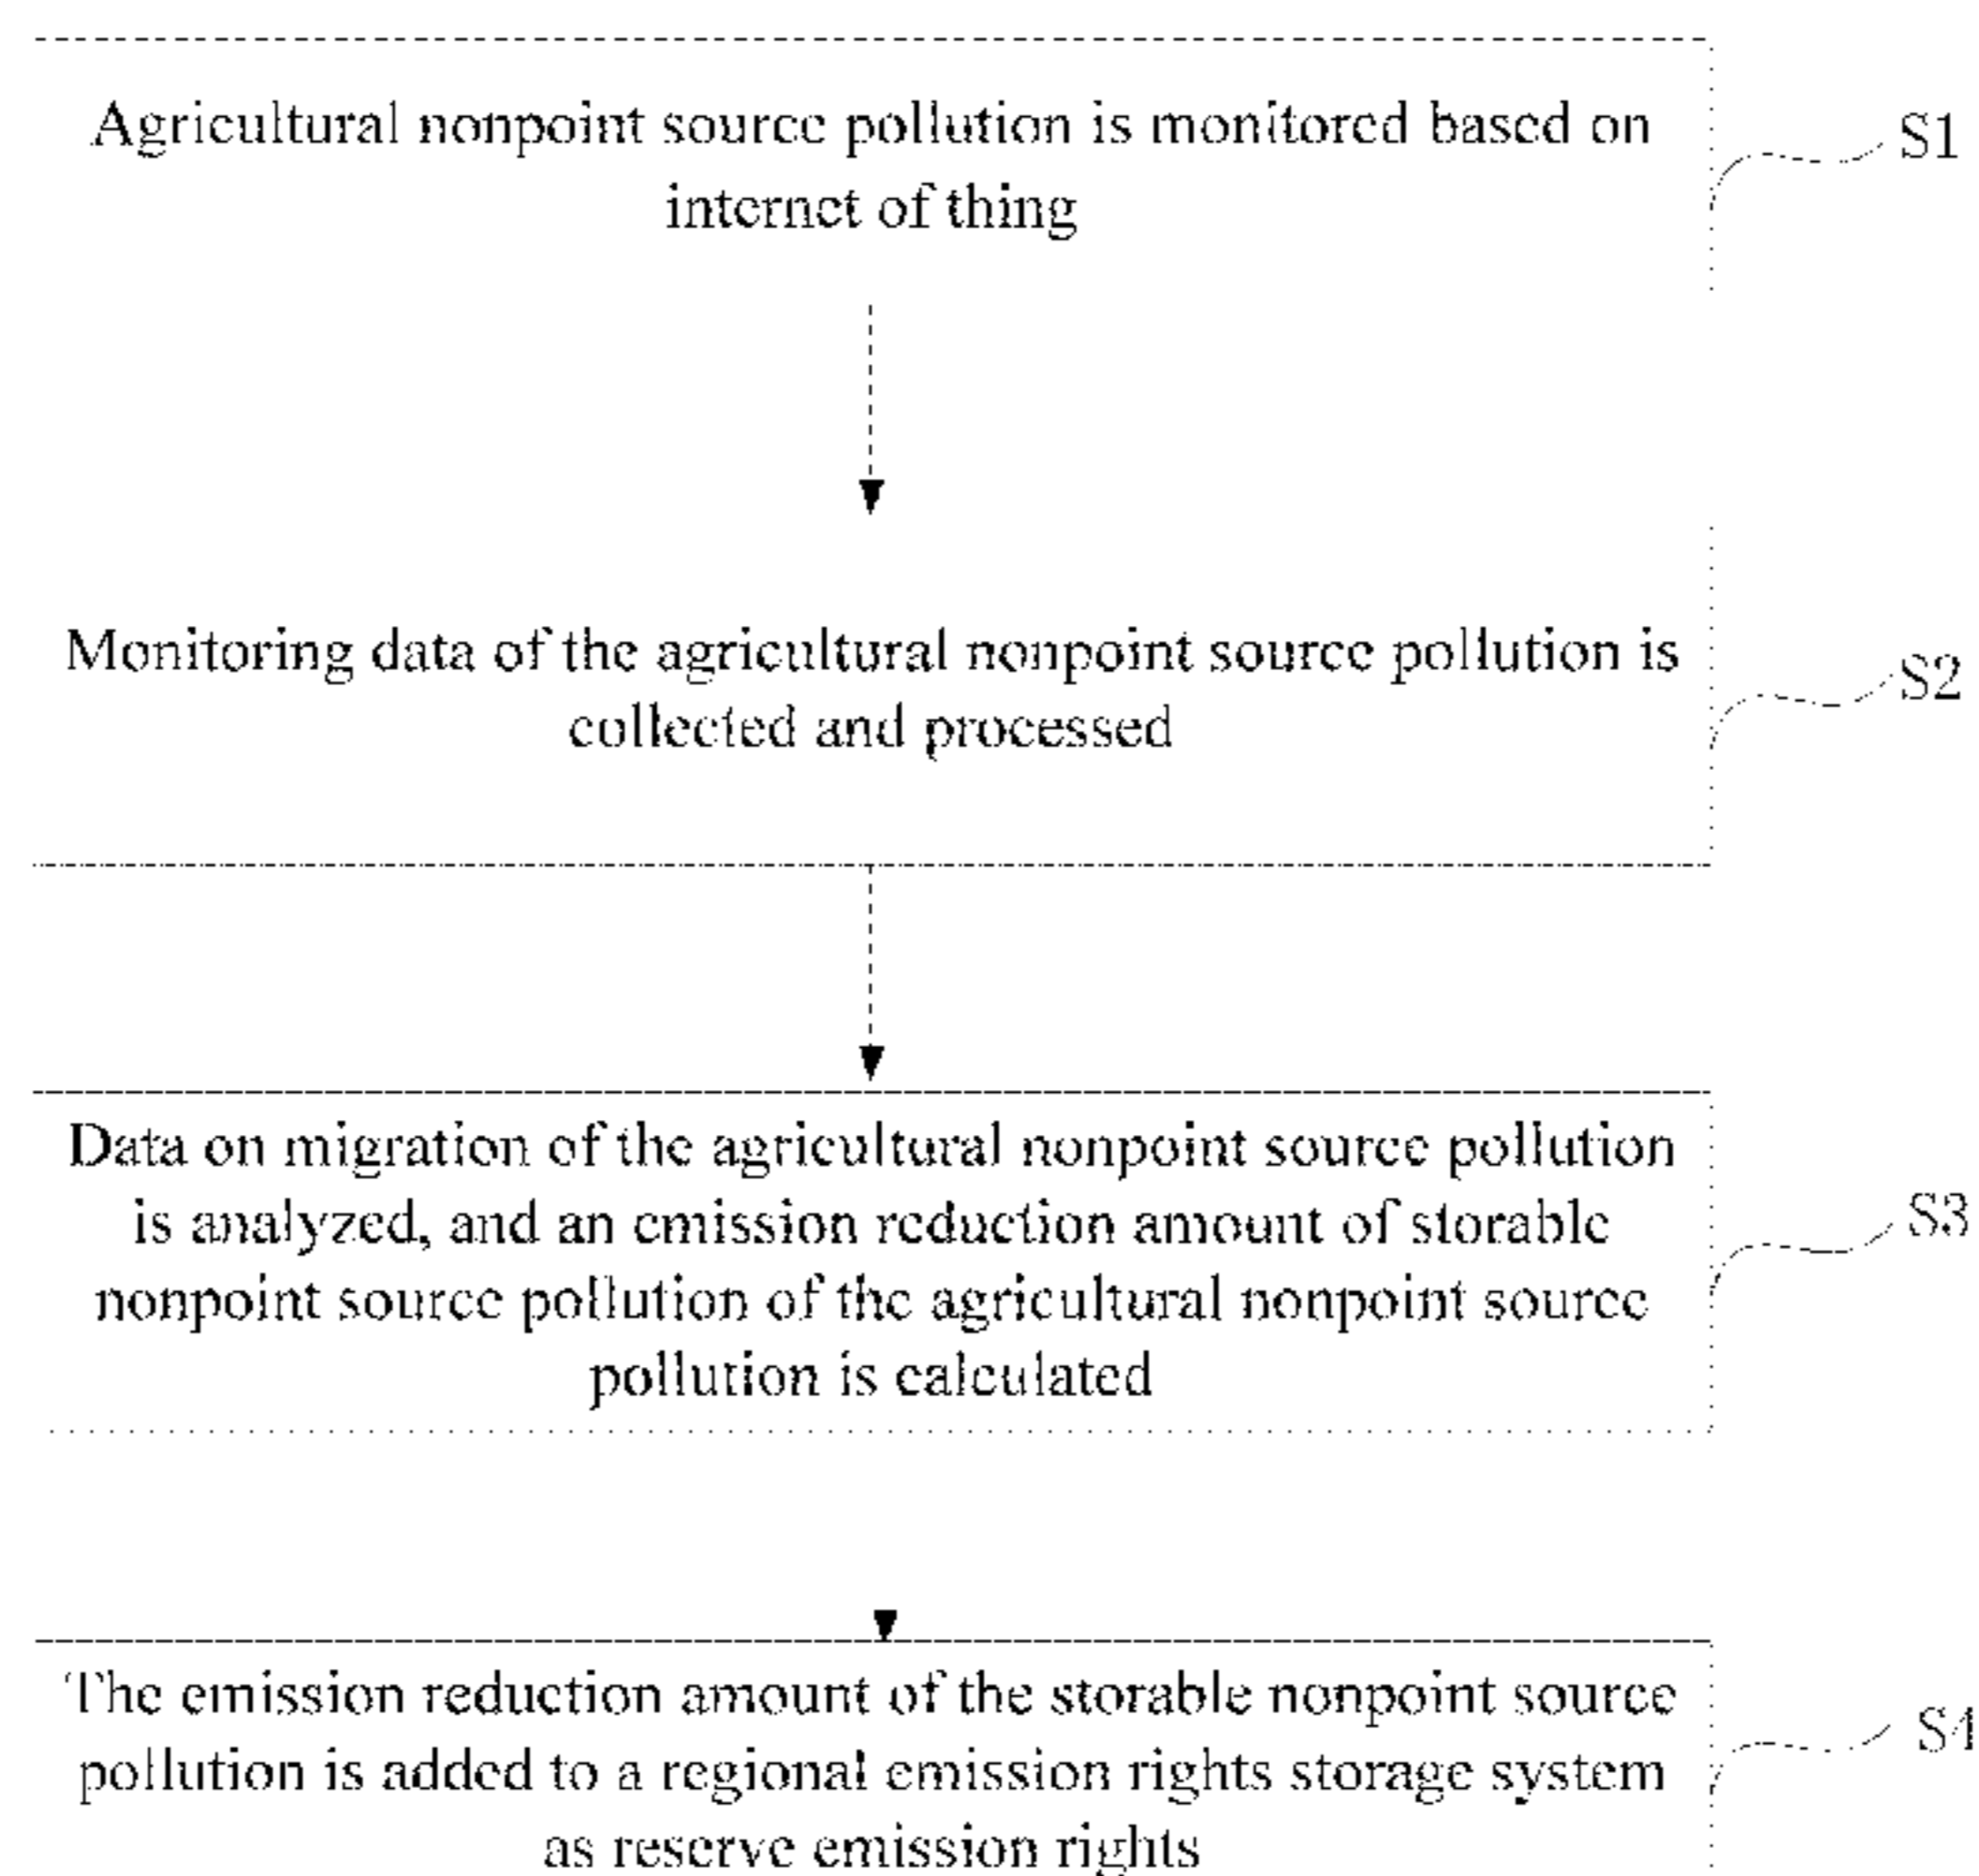 Agricultural nonpoint source pollution is monitored based on
internet of thing
S1
Monitoring data of the agricultural nonpoint source pollution is
collected and processed
S2
Data on migration of the agricultural nonpoint source pollution
is analyzed, and an emission reduction amount of storable
nonpoint source pollution of the agricultural nonpoint source
pollution is calculated
S3
The emission reduction amount of the storable nonpoint source
pollution is added to a regional emission rights storage system
as reserve emission rights
S4